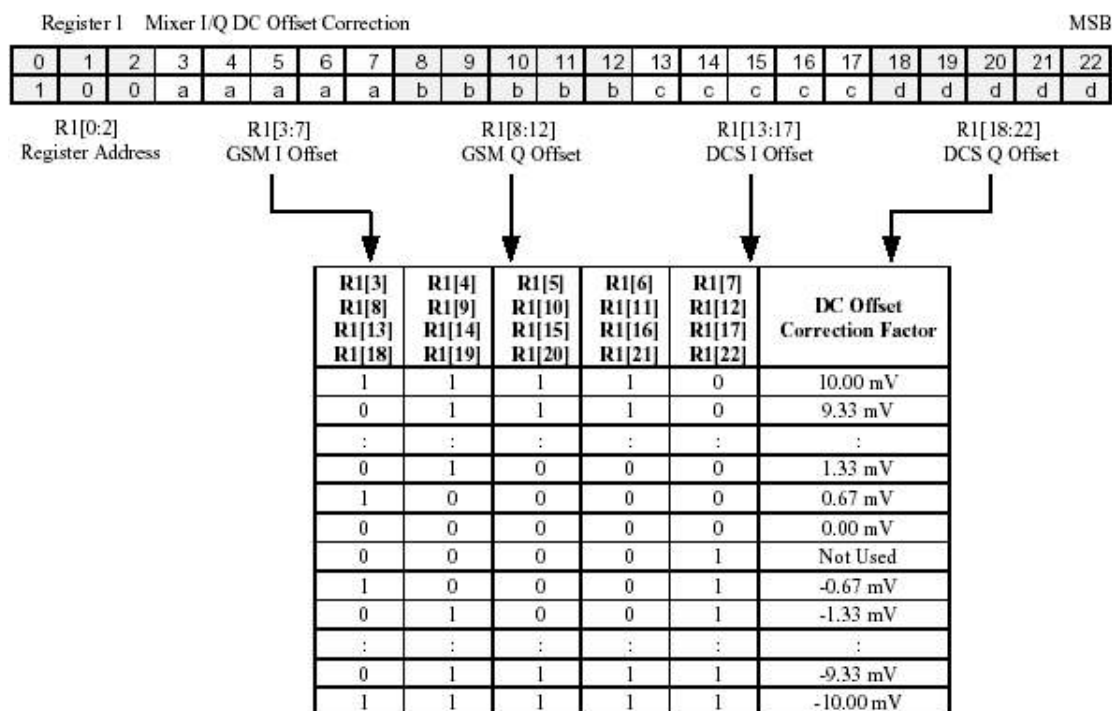 Register 1 Mixer I/Q DC Offset Correction MSB
0 1 2 3 4 5 6 7 8 9 10 11 12 13 14 15 16 17 18 19 20 21 22
1 0 0 a a a a a b b b b b c c c c c d d d d d
R1[0:2] R1[3:7] R1[8:12] R1[13:17] R1[18:22]
Register Address GSM I Offset GSM Q Offset DCS I Offset DCS Q Offset
R1[3] R1[4] R1[5] R1[6] R1[7]
R1[8] R1[9] R1[10] R1[11] R1[12] DC Offset
R1[13] R1[14] R1[15] R1[16] R1[17] Correction Factor
R1[18] R1[19] R1[20] R1[21] R1[22]
1 1 1 1 0 10.00 mV
0 1 1 1 0 9.33 mV
: : : : : :
0 1 0 0 0 1.33 mV
1 0 0 0 0 0.67 mV
0 0 0 0 0 0.00 mV
0 0 0 0 1 Not Used
1 0 0 0 1 -0.67 mV
0 1 0 0 1 -1.33 mV
: : : : : :
0 1 1 1 1 -9.33 mV
1 1 1 1 1 -10.00 mV